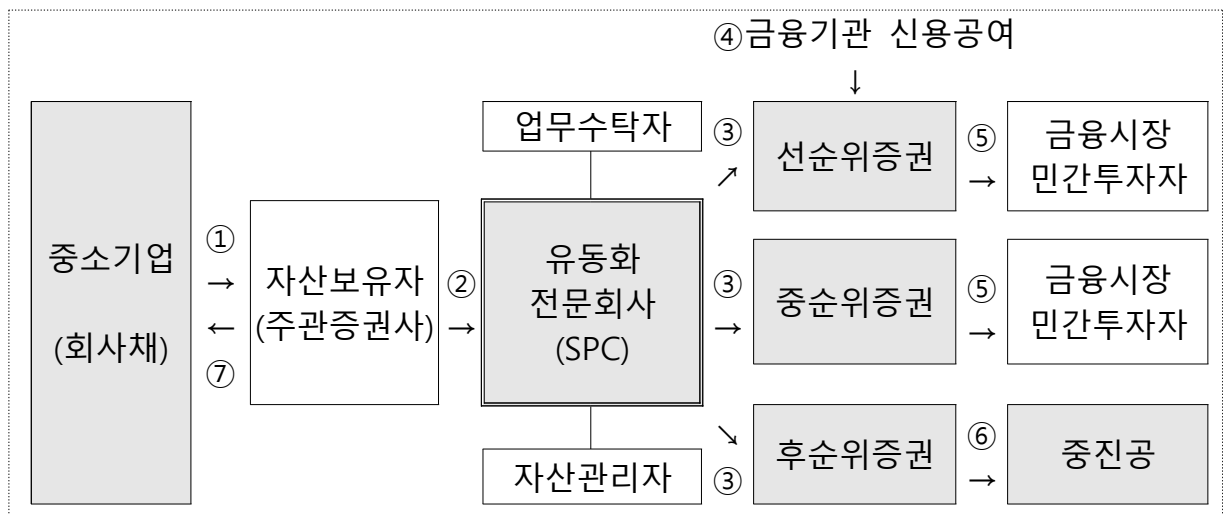 ④금융기관 신용공여
↓
중소기업
(회사채)
①
→
←
⑦
자산보유자
(주관증권사)
②
→
업무수탁자
유동화
전문회사
(SPC)
자산관리자
③
↗
선순위증권
⑤
→
금융시장
민간투자자
③
→
중순위증권
⑤
→
금융시장
민간투자자
↘
③
후순위증권
⑥
→
중진공